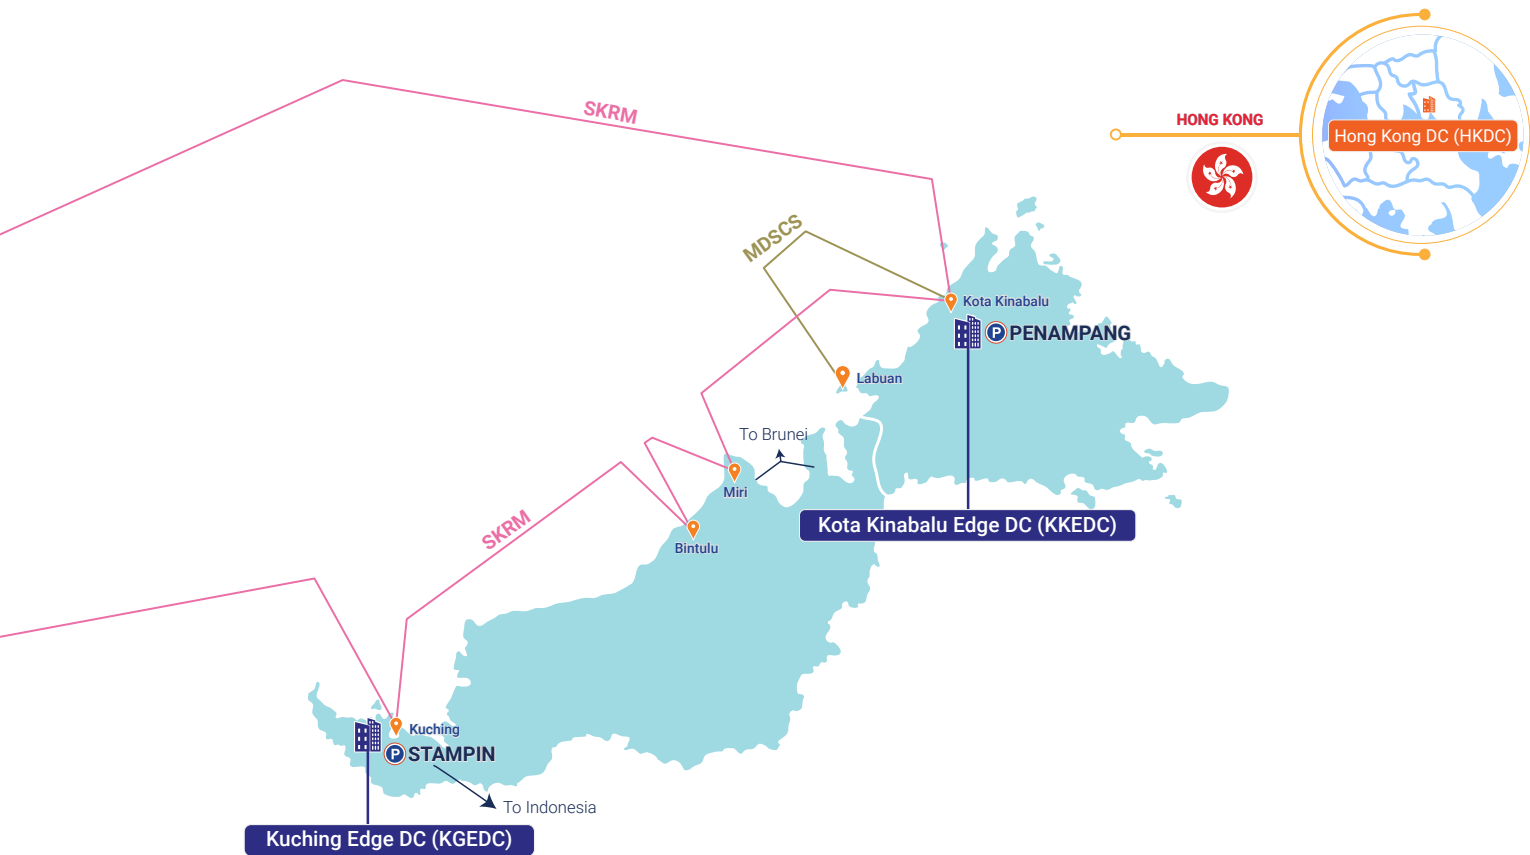 SKRM
HONG KONG
Hong Kong DC (HKDC)
MDSCS
Kota Kinabalu
P PENAMPANG
Labuan
To Brunei
Miri
SKRM
Kota Kinabalu Edge DC (KKEDC)
Bintulu
Kuching
P STAMPIN
To Indonesia
Kuching Edge DC (KGEDC)